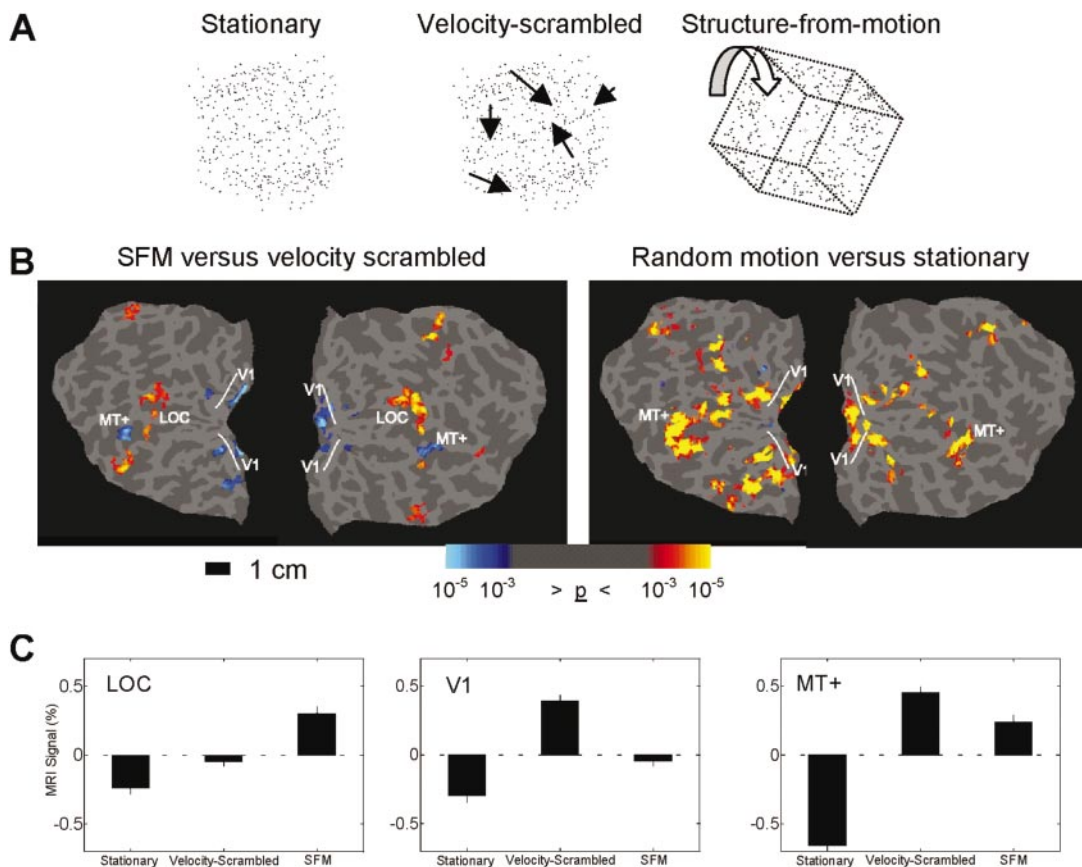 A
Stationary
Velocity-scrambled
Structure-from-motion
B
SFM versus velocity scrambled
Random motion versus stationary
V1
MT+
LOC
V1
V1
LOC
MT+
V1
V1
MT+
V1
V1
MT+
1 cm
10-5 10-3 > p < 10-3 10-5
C
LOC
MRI Signal (%)
0.5
0
-0.5
Stationary Velocity-Scrambled SFM
V1
0.5
0
-0.5
Stationary Velocity-Scrambled SFM
MT+
0.5
0
-0.5
Stationary Velocity-Scrambled SFM